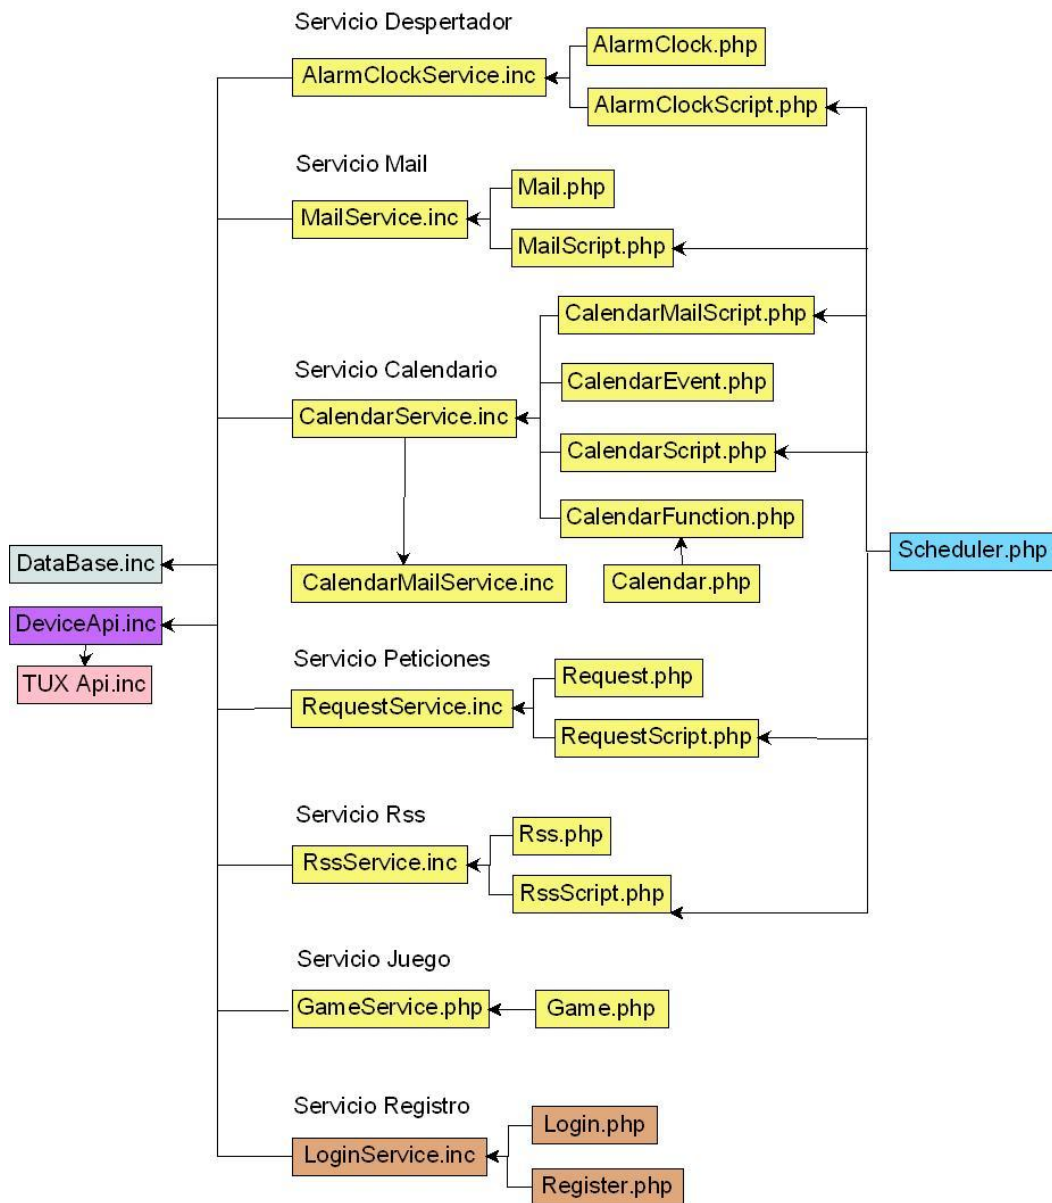 Servicio Despertador
AlarmClock.php
AlarmClockService.inc
AlarmClockScript.php
Servicio Mail
Mail.php
MailService.inc
MailScript.php
CalendarMailScript.php
Servicio Calendario
CalendarEvent.php
CalendarService.inc
CalendarScript.php
CalendarFunction.php
Scheduler.php
DataBase.inc
CalendarMailService.inc
Calendar.php
DeviceApi.inc
TUX Api.inc
Servicio Peticiones
Request.php
RequestService.inc
RequestScript.php
Servicio Rss
Rss.php
RssService.inc
RssScript.php
Servicio Juego
GameService.php
Game.php
Servicio Registro
Login.php
LoginService.inc
Register.php